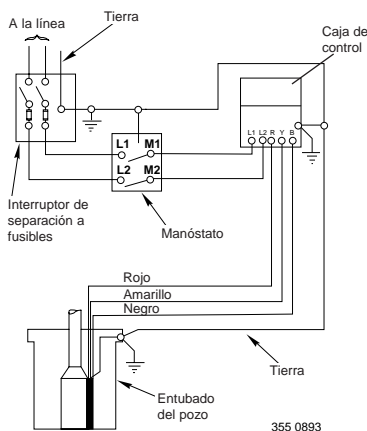 A la línea
Tierra
Caja de
control
L1 M1
L2 M2
L1 L2 R Y B
Interruptor de
separación a
fusibles
Manóstato
Rojo
Amarillo
Negro
Tierra
Entubado
del pozo
355 0893